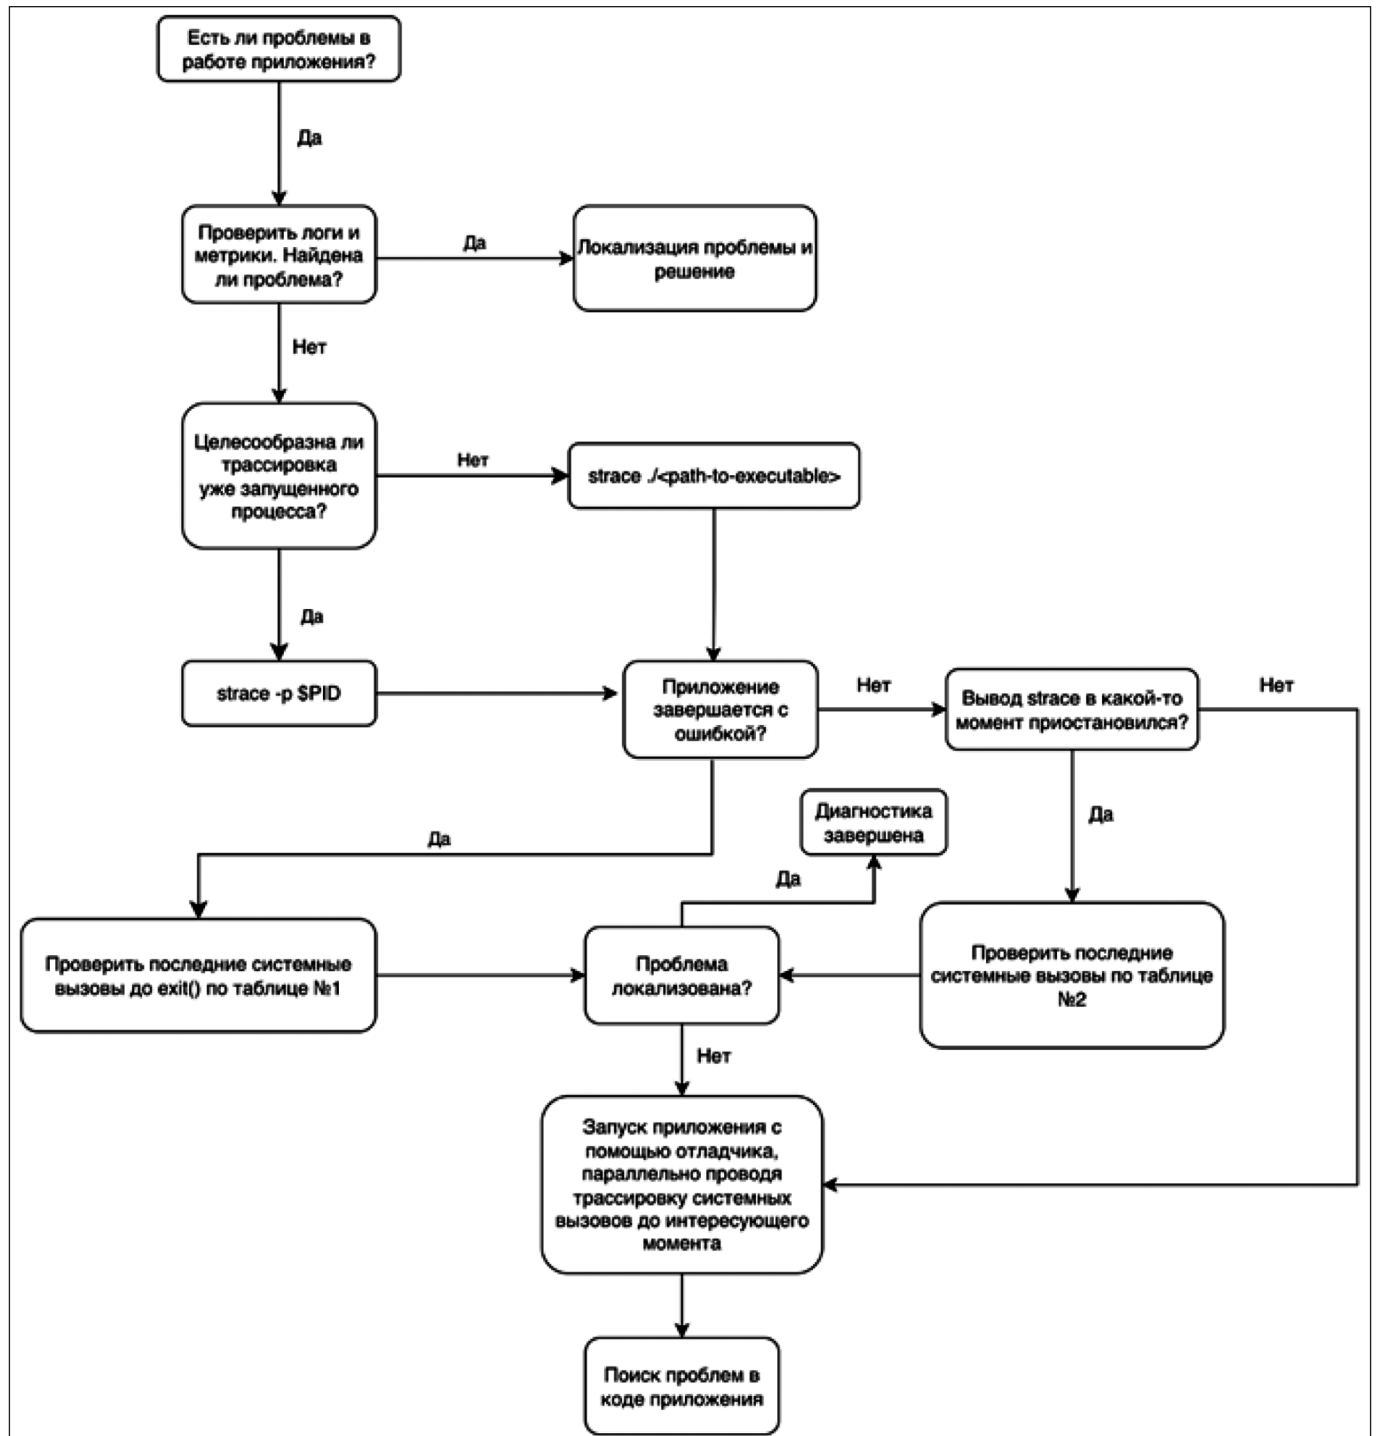 Есть ли проблемы в
работе приложения?
Да
Проверить логи и
метрики. Найдена
ли проблема?
Да
Локализация проблемы и
решение
Нет
Целесообразна ли
трассировка
уже запущенного
процесса?
Нет
strace ./<path-to-executable>
Да
strace -p $PID
Приложение
завершается с
ошибкой?
Нет
Вывод strace в какой-то
момент приостановился?
Нет
Да
Диагностика
завершена
Да
Да
Проверить последние системные
вызовы до exit() по таблице №1
Проблема
локализована?
Проверить последние
системные вызовы по таблице
№2
Нет
Запуск приложения с
помощью отладчика,
параллельно проводя
трассировку системных
вызовов до интересующего
момента
Поиск проблем в
коде приложения